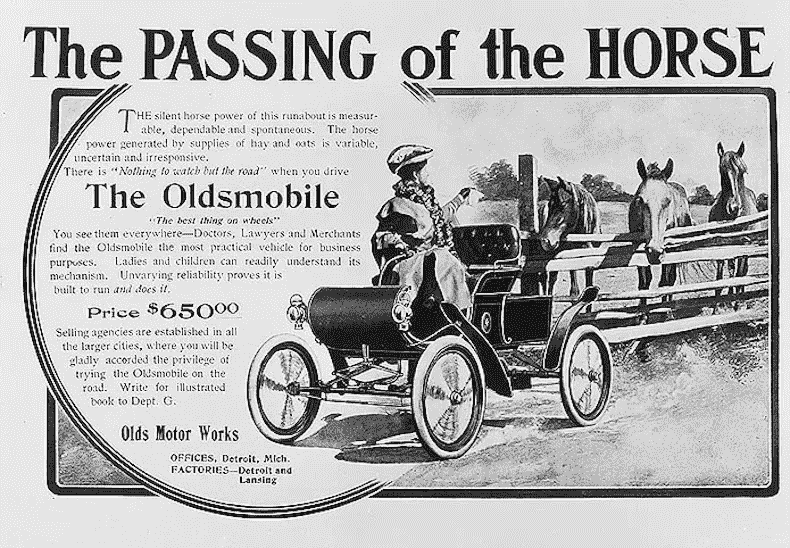 The PASSING of the HORSE
THE silent horse power of this runabout is measur-
able, dependable and spontaneous. The horse
power generated by supplies of hay and oats is variable,
uncertain and irresponsive.
There is "Nothing to watch but the road" when you drive
The Oldsmobile
"The best thing on wheels"
You see them everywhere—Doctors, Lawyers and Merchants
find the Oldsmobile the most practical vehicle for business
purposes. Ladies and children can readily understand its
mechanism. Unvarying reliability proves it is
built to run and does it.
Price $65000
Selling agencies are established in all
the larger cities, where you will be
gladly accorded the privilege of
trying the Oldsmobile on the
road. Write for illustrated
book to Dept. G.
Olds Motor Works
OFFICES, Detroit, Mich.
FACTORIES—Detroit and
Lansing